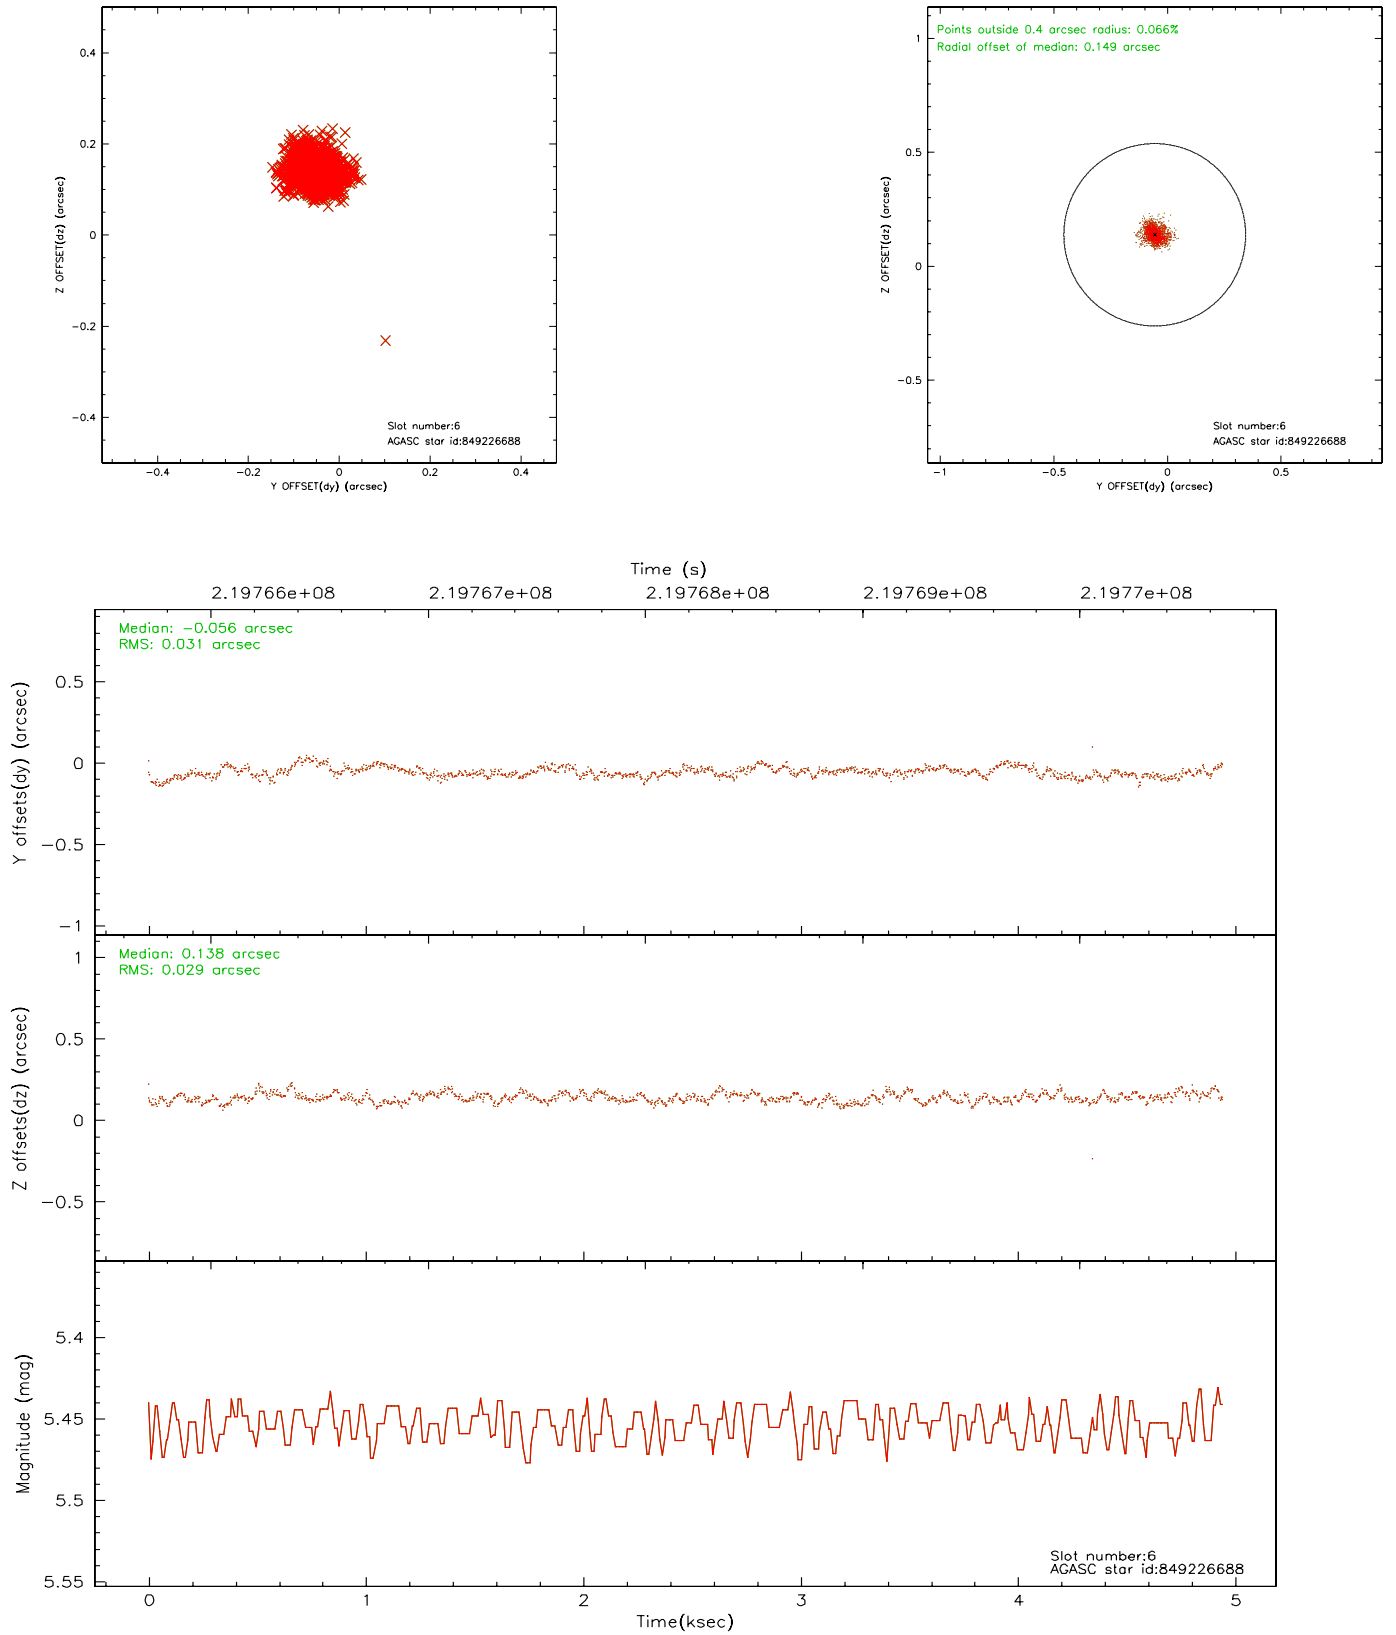 0.4
0.2
0
−0.2
−0.4
Z OFFSET(dz) (arcsec)
Slot number:6
AGASC star id:849226688
−0.4
−0.2
0
0.2
0.4
Y OFFSET(dy) (arcsec)
Points outside 0.4 arcsec radius: 0.066%
Radial offset of median: 0.149 arcsec
1
0.5
0
−0.5
Z OFFSET(dz) (arcsec)
Slot number:6
AGASC star id:849226688
−1
−0.5
0
0.5
Y OFFSET(dy) (arcsec)
Time (s)
2.19766e+08
2.19767e+08
2.19768e+08
2.19769e+08
2.1977e+08
Median: −0.056 arcsec
RMS: 0.031 arcsec
0.5
0
−0.5
−1
Y offsets(dy) (arcsec)
Median: 0.138 arcsec
RMS: 0.029 arcsec
1
0.5
0
−0.5
Z offsets(dz) (arcsec)
5.4
5.45
5.5
5.55
Magnitude (mag)
Slot number:6
AGASC star id:849226688
0
1
2
3
4
5
Time(ksec)